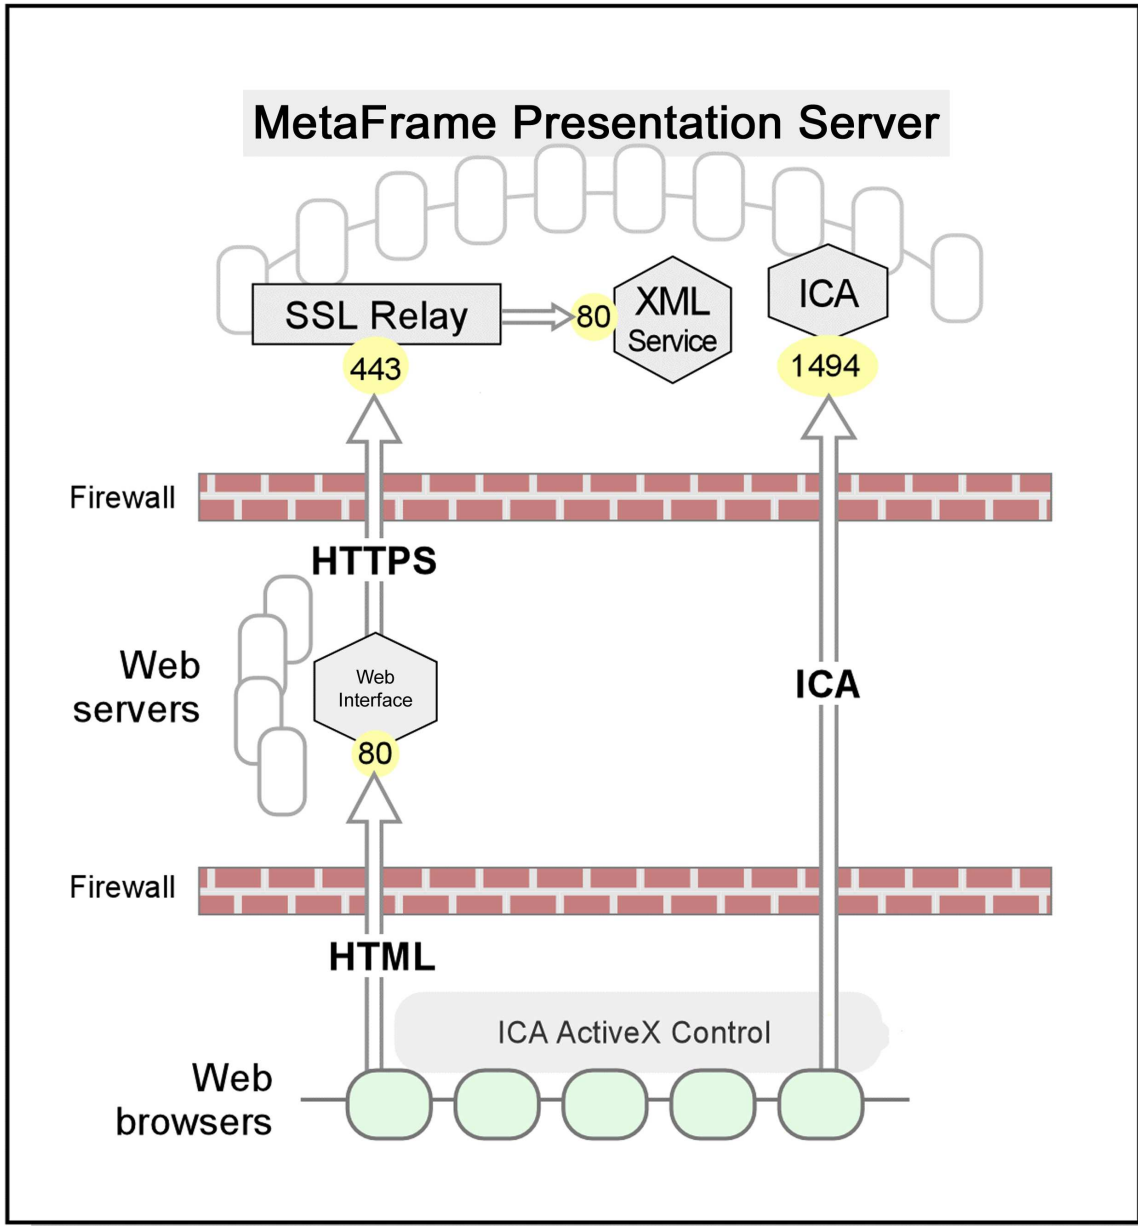 MetaFrame Presentation Server
SSL Relay
80
XML
Service
ICA
443
1494
Firewall
HTTPS
Web
servers
Web
Interface
ICA
80
Firewall
HTML
ICA ActiveX Control
Web
browsers